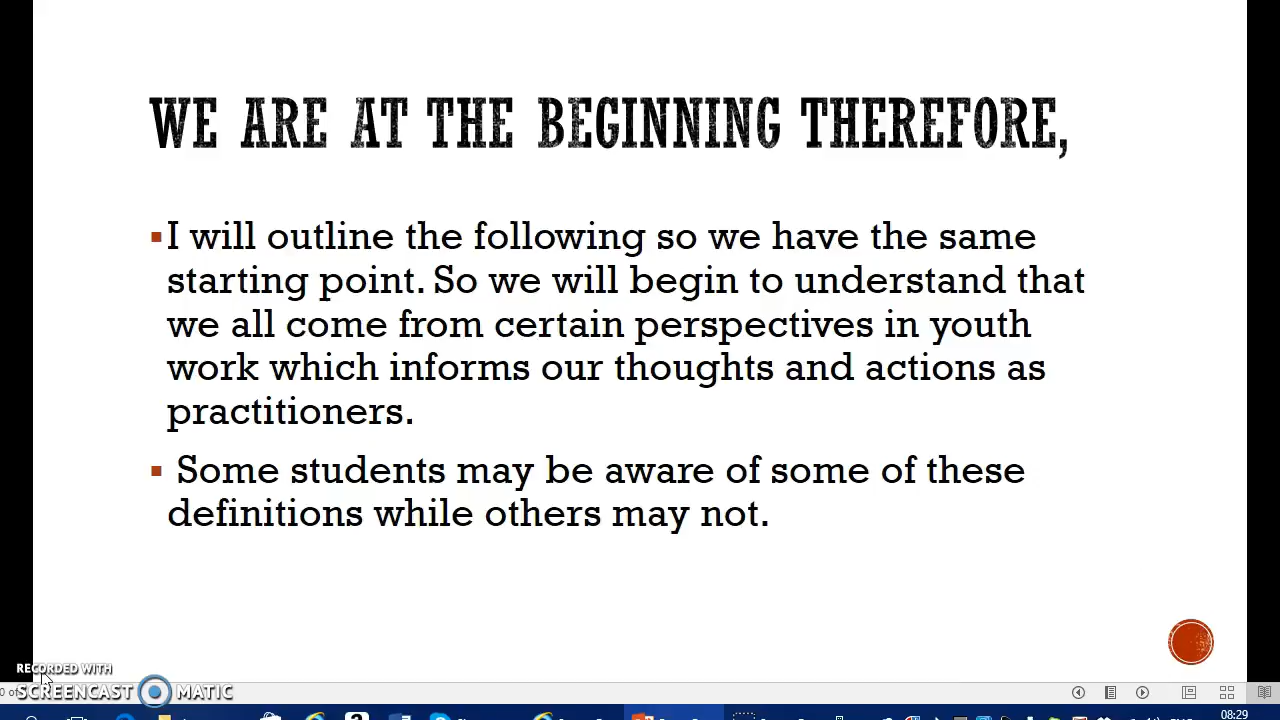 WE ARE AT THE BEGINNING THEREFORE,
I will outline the following so we have the same
starting point. So we will begin to understand that
we all come from certain perspectives in youth
work which informs our thoughts and actions as
practitioners.
Some students may be aware of some of these
definitions while others may not.
RECORDED WITH
SCREENCAST MATIC
08:29